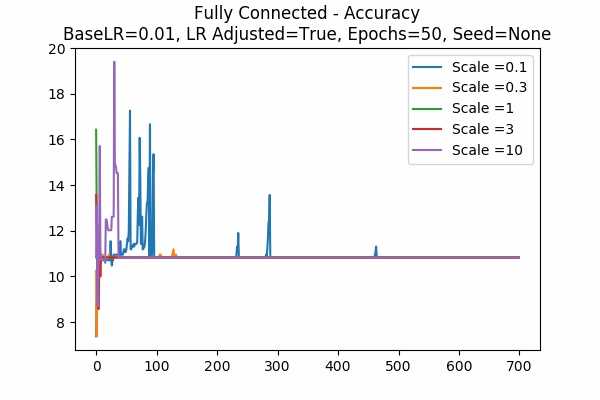 Fully Connected - Accuracy
BaseLR=0.01, LR Adjusted=True, Epochs=50, Seed=None
20
18
16
14
12
10
8
Scale =0.1
Scale =0.3
Scale =1
Scale =3
Scale =10
0 100 200 300 400 500 600 700